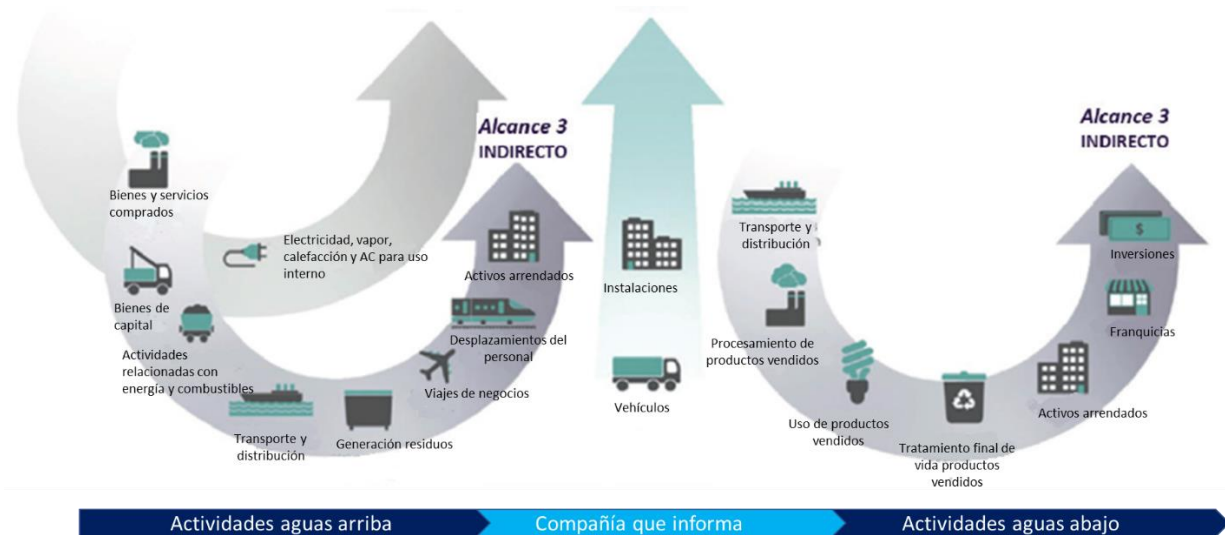 Alcance 3
INDIRECTO
Bienes y servicios
comprados
Electricidad, vapor,
calefacción y AC para uso
interno
Bienes de
capital
Actividades
relacionadas con
energía y combustibles
Transporte y
distribución
Generación residuos
Viajes de negocios
Desplazamientos del
personal
Activos arrendados
Instalaciones
Vehículos
Alcance 3
INDIRECTO
Transporte y
distribución
Procesamiento de
productos vendidos
Uso de productos
vendidos
Tratamiento final de
vida productos
vendidos
Activos arrendados
Franquicias
Inversiones
$
Actividades aguas arriba
Compañía que informa
Actividades aguas abajo